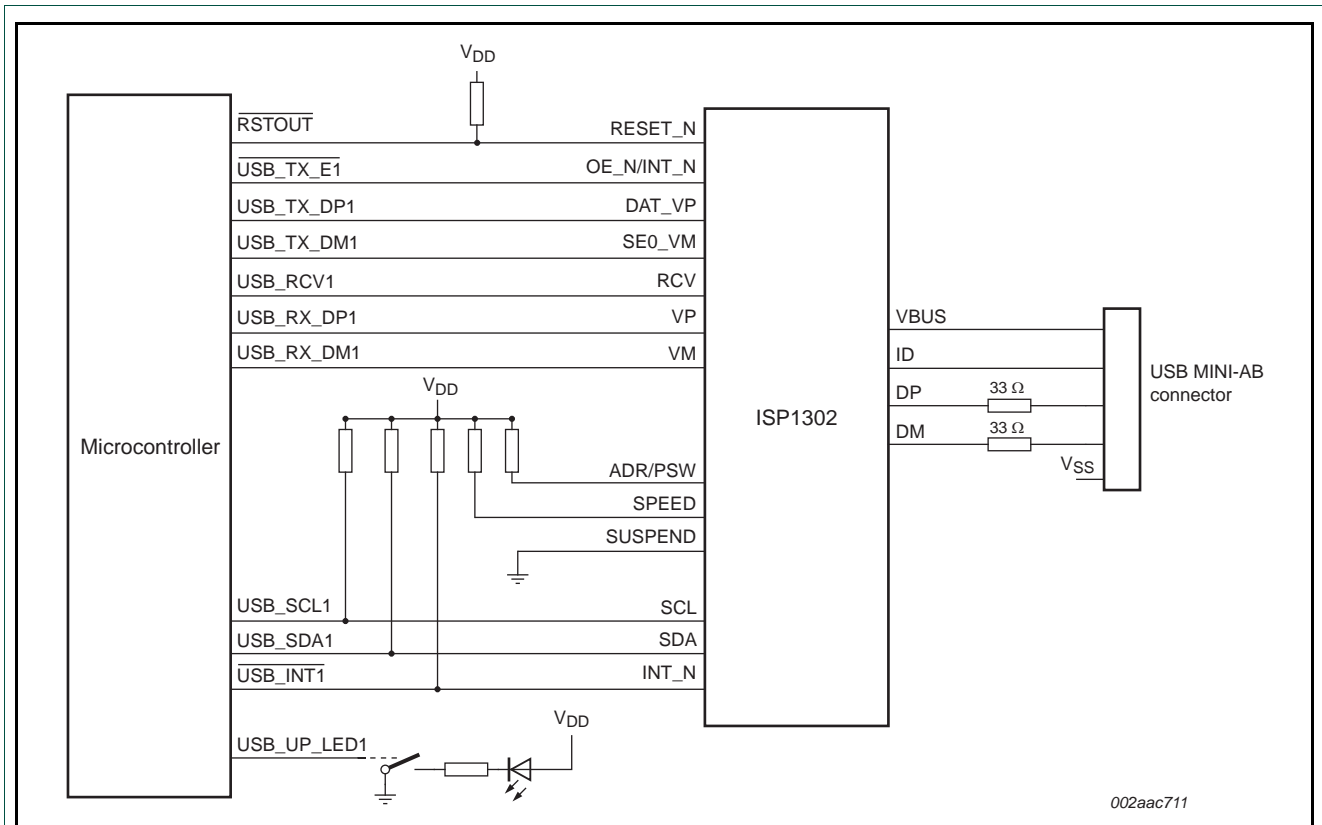 VDD
RSTOUT RESET_N
USB_TX_E1 OE_N/INT_N
USB_TX_DP1 DAT_VP
USB_TX_DM1 SE0_VM
USB_RCV1 RCV
USB_RX_DP1 VP
USB_RX_DM1 VM
VDD
Microcontroller
ISP1302
VBUS
ID
DP 33 Ω
DM 33 Ω
VSS
USB MINI-AB
connector
ADR/PSW
SPEED
SUSPEND
USB_SCL1 SCL
USB_SDA1 SDA
USB_INT1 INT_N
VDD
USB_UP_LED1
002aac711